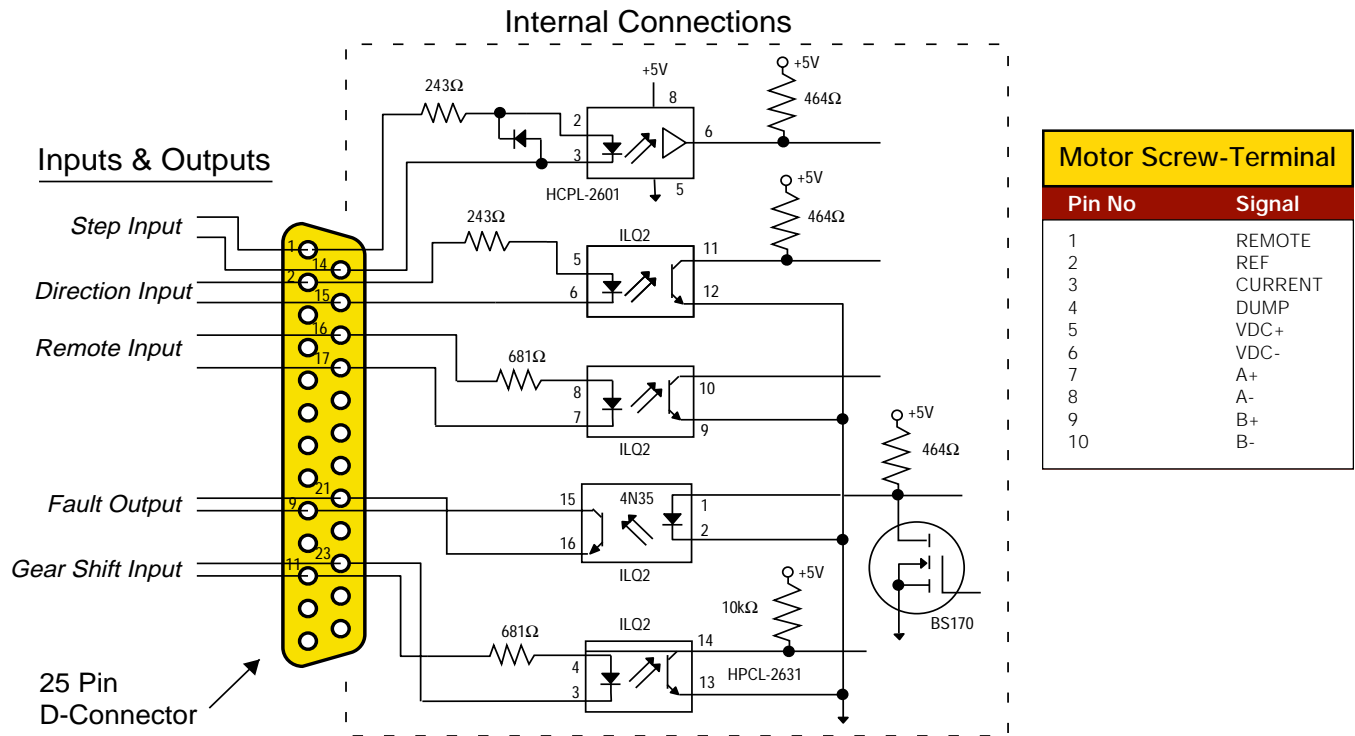 Internal Connections
Inputs & Outputs
Step Input
Direction Input
Remote Input
Fault Output
Gear Shift Input
25 Pin
D-Connector
1
14
2
15
16
17
21
9
23
11
243Ω
2
3
+5V
8
6
5
HCPL-2601
+5V
464Ω
243Ω
ILQ2
5
6
11
12
+5V
464Ω
681Ω
8
7
10
9
ILQ2
15
16
4N35
1
2
ILQ2
+5V
464Ω
BS170
681Ω
ILQ2
4
3
14
13
HPCL-2631
10kΩ
+5V
Motor Screw-Terminal
Pin No Signal
1 REMOTE
2 REF
3 CURRENT
4 DUMP
5 VDC+
6 VDC-
7 A+
8 A-
9 B+
10 B-